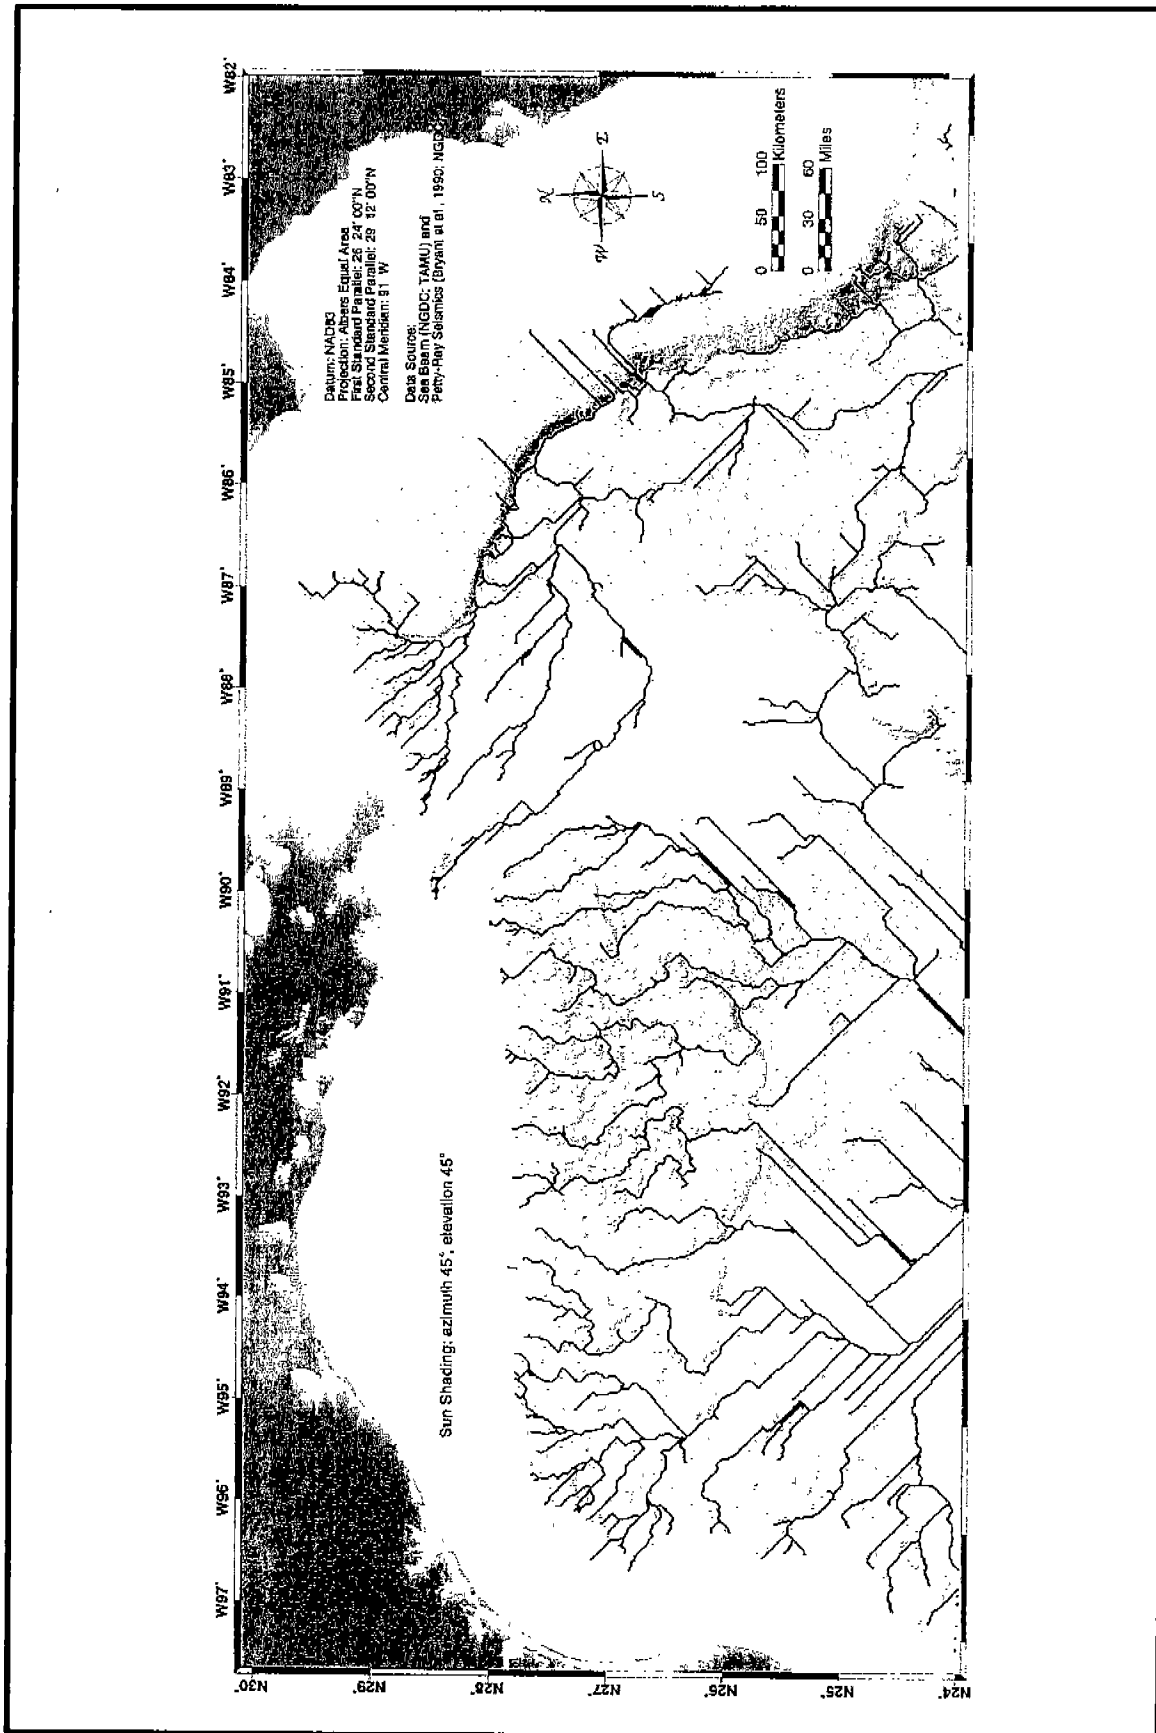 W97°
W96°
W95°
W94°
W93°
W92°
W91°
W90°
W89°
W88°
W87°
W86°
W85°
W84°
W83°
W82°
N30°
N29°
N28°
N27°
N26°
N25°
N24°
Sun Shading: azimuth 45°, elevation 45°
Datum: NAD83
Projection: Albers Equal Area
First Standard Parallel: 26 24' 00"N
Second Standard Parallel: 29 12' 00"N
Central Meridian: 91 W
Data Source:
Sea Beam (NGDC; TAMU) and
Petty-Ray Seismics (Bryant et al., 1990; NGDC)
N
W
E
S
0 50 100
Kilometers
0 30 60
Miles